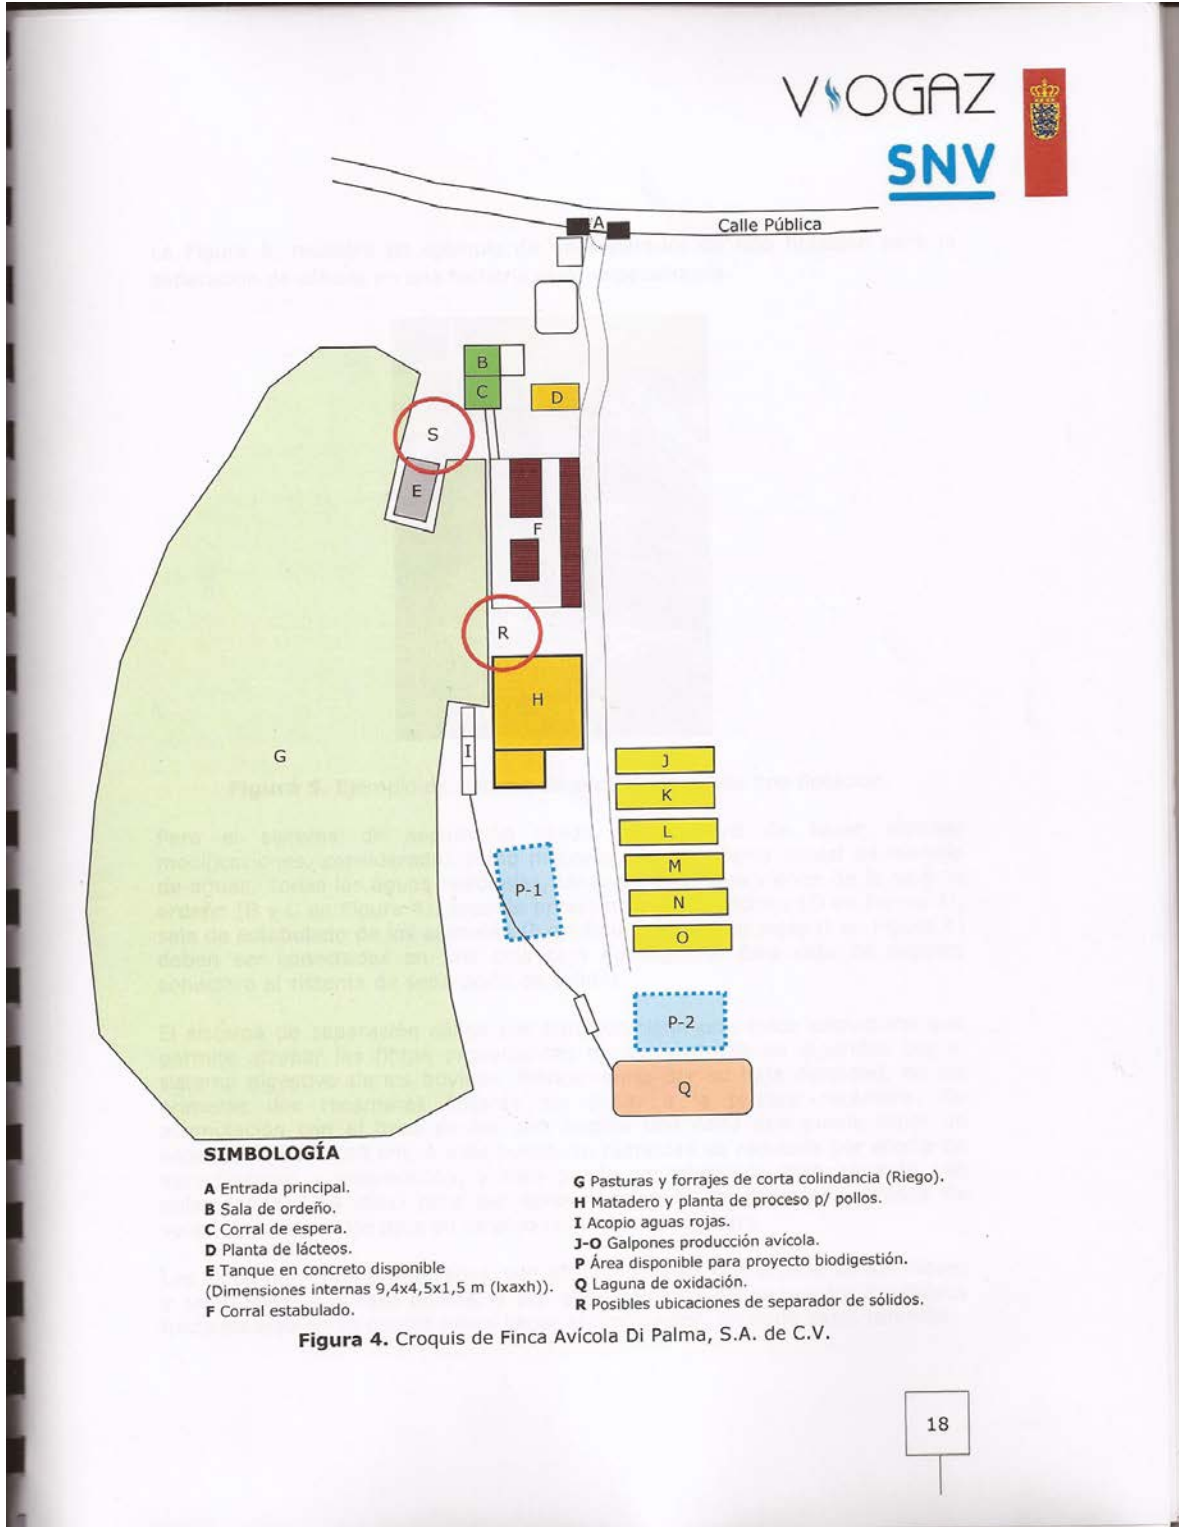 VIOGAZ
SNV
A
Calle Pública
B
C
D
S
E
F
R
H
G
I
J
K
L
M
N
O
P-1
P-2
Q
SIMBOLOGÍA
A Entrada principal.
B Sala de ordeño.
C Corral de espera.
D Planta de lácteos.
E Tanque en concreto disponible
(Dimensiones internas 9,4x4,5x1,5 m (lxaxh)).
F Corral estabulado.
G Pasturas y forrajes de corta colindancia (Riego).
H Matadero y planta de proceso p/ pollos.
I Acopio aguas rojas.
J-O Galpones producción avícola.
P Área disponible para proyecto biodigestión.
Q Laguna de oxidación.
R Posibles ubicaciones de separador de sólidos.
Figura 4. Croquis de Finca Avícola Di Palma, S.A. de C.V.
18